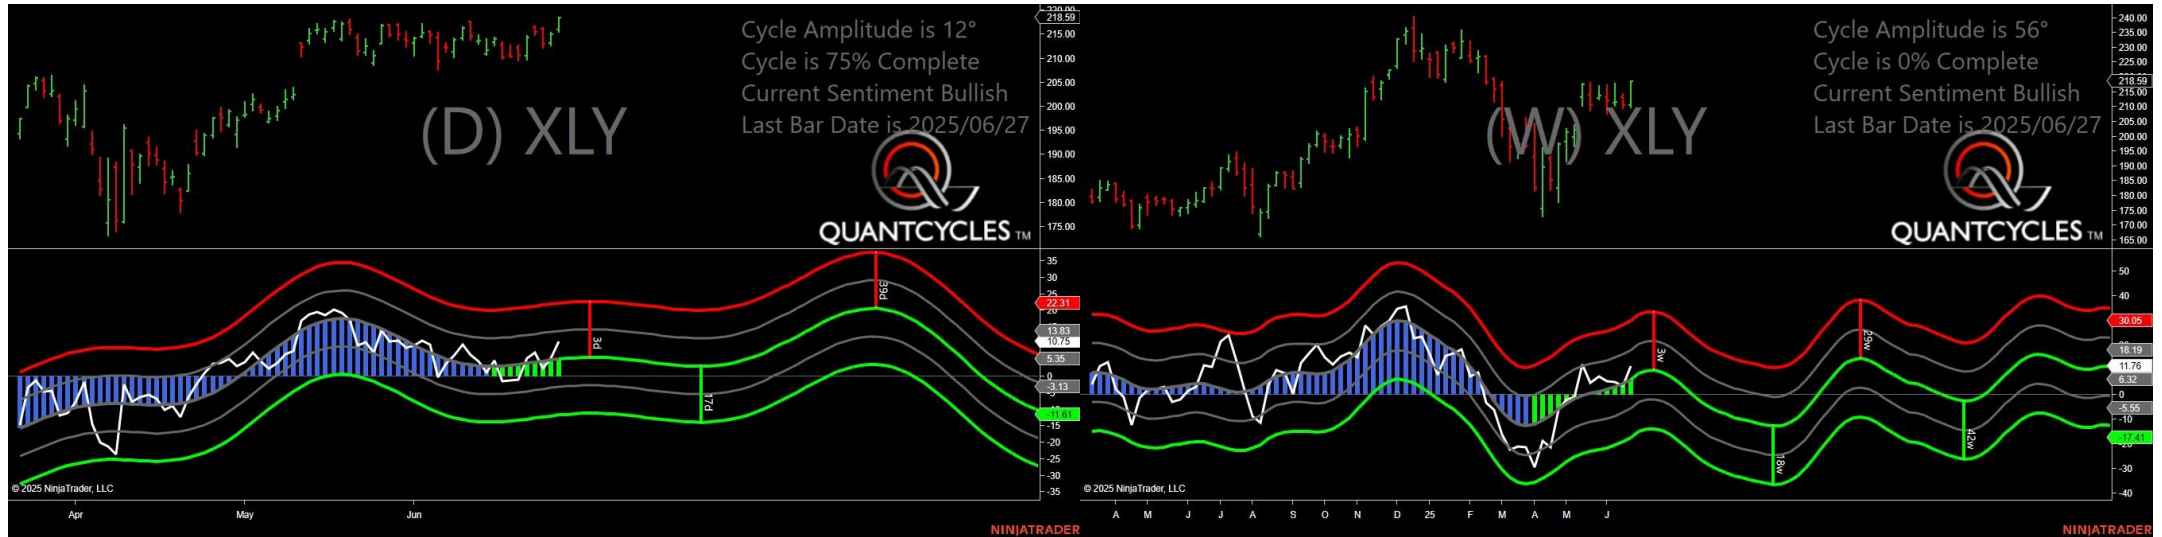 Cycle Amplitude is 12°
Cycle is 75% Complete
Current Sentiment Bullish
Last Bar Date is 2025/06/27
(D) XLY
QUANTCYCLES TM
220.00
218.59
215.00
210.00
205.00
200.00
195.00
190.00
185.00
180.00
175.00
35
30
25
22.31
20
13.83
10.75
5.35
0
-3.13
-5
-11.61
-15
-20
-25
-30
-35
3d
17d
39d
© 2025 NinjaTrader, LLC
Apr May Jun
NINJATRADER
Cycle Amplitude is 56°
Cycle is 0% Complete
Current Sentiment Bullish
Last Bar Date is 2025/06/27
(W) XLY
QUANTCYCLES TM
240.00
235.00
230.00
225.00
218.59
215.00
210.00
205.00
200.00
195.00
190.00
185.00
180.00
175.00
170.00
165.00
50
40
30.05
18.19
11.76
6.32
0
-5.55
-10
-17.41
-30
-40
3w
18w
29w
42w
© 2025 NinjaTrader, LLC
A M J J A S O N D 25 F M A M J
NINJATRADER